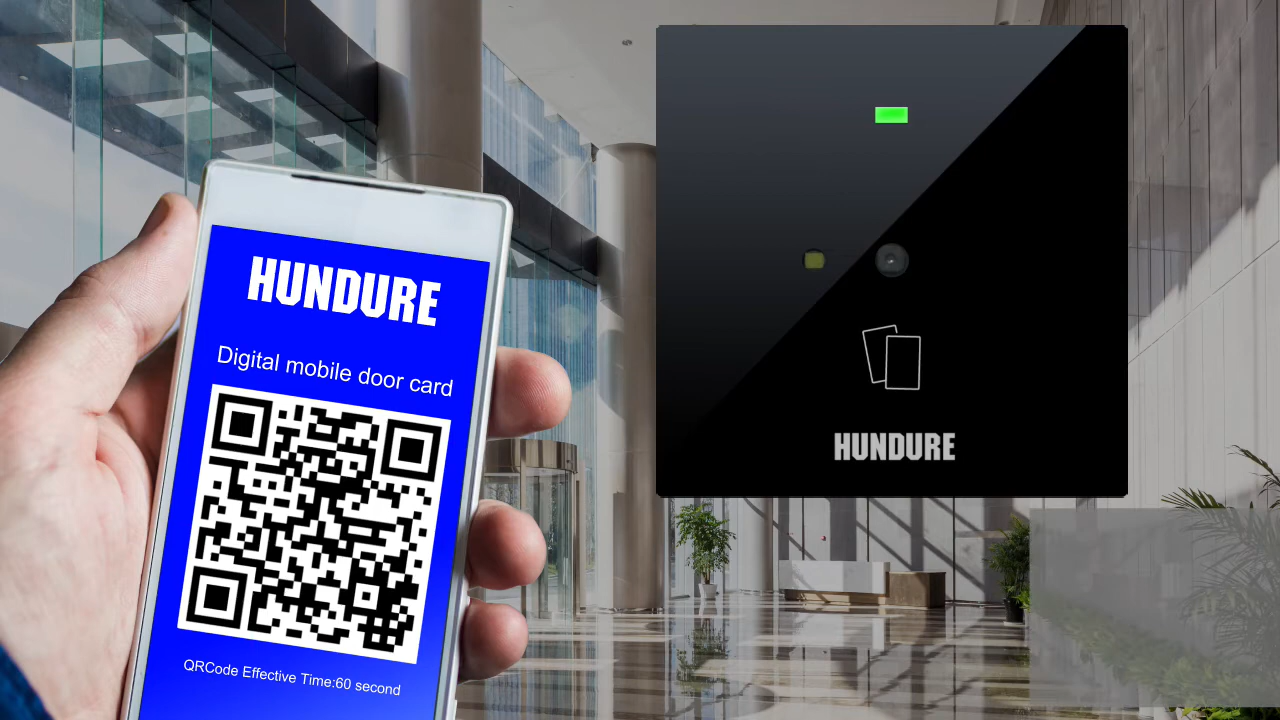 HUNDURE
Digital mobile door card
QRCode Effective Time:60 second
HUNDURE